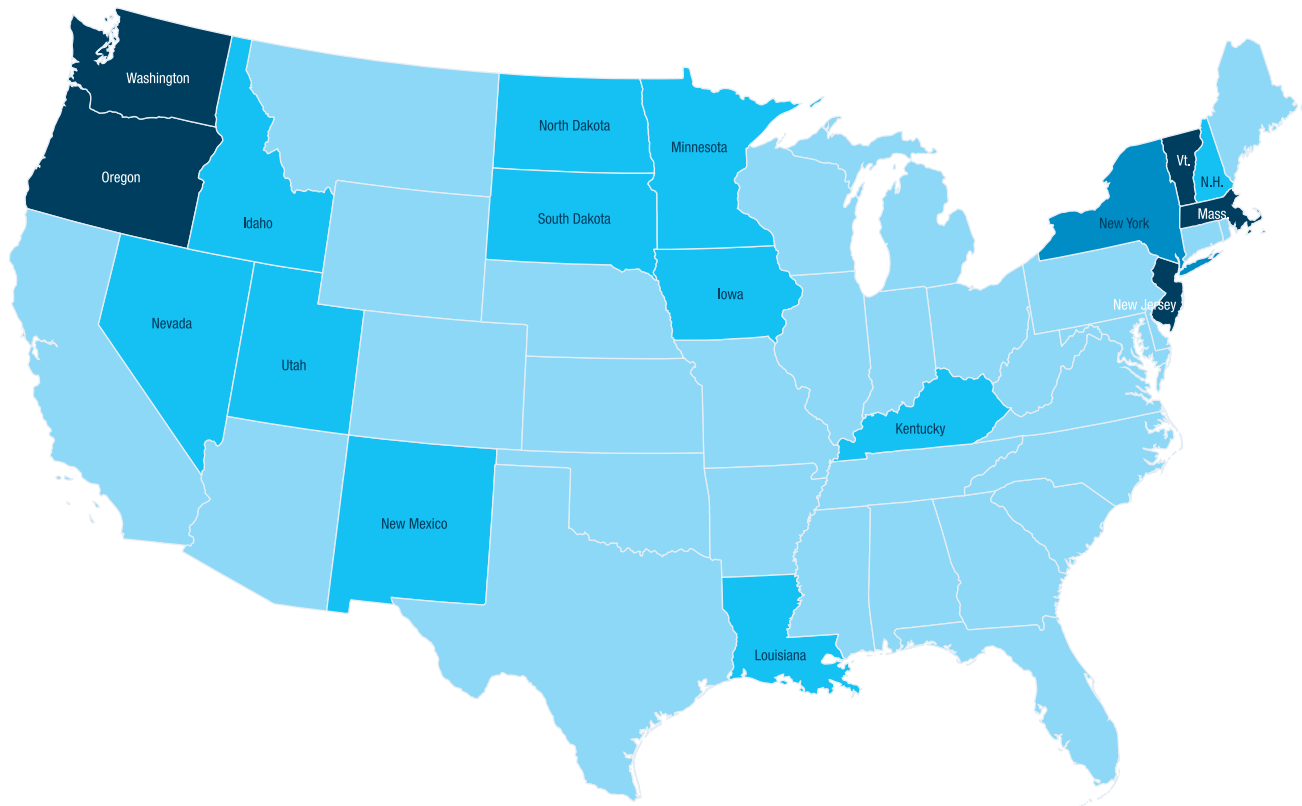 Washington
North Dakota
Minnesota
Vt.
Oregon
N.H.
Idaho
South Dakota
Mass.
New York
Iowa
New Jersey
Nevada
Utah
Kentucky
New Mexico
Louisiana